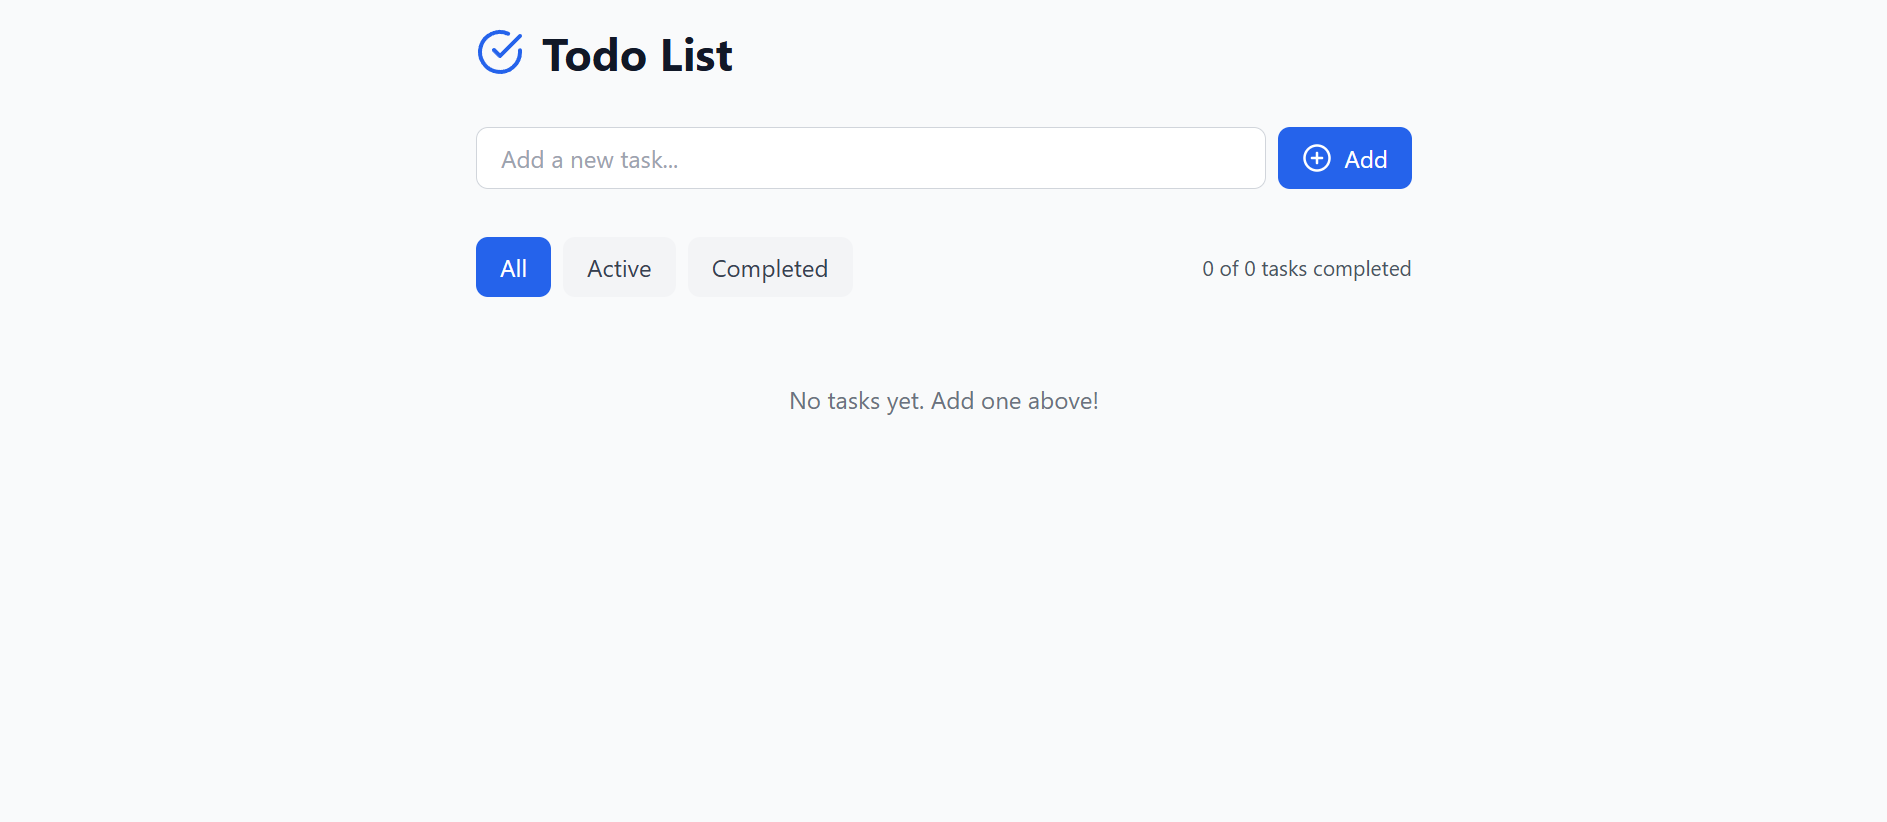 Todo List
Add a new task...
Add
All
Active
Completed
0 of 0 tasks completed
No tasks yet. Add one above!